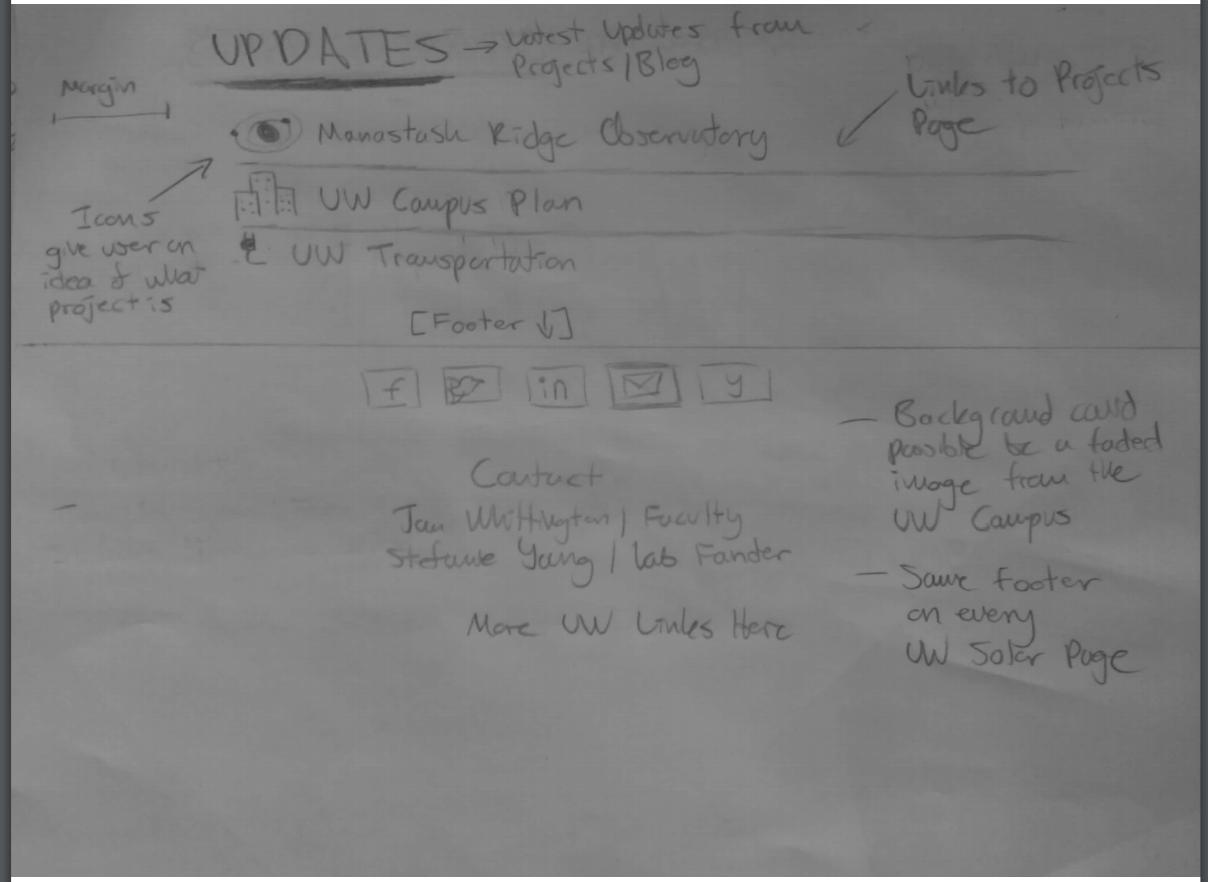 UPDATES → Latest Updates from
Projects/Blog
Margin
Links to Projects
Page
Manastash Ridge Observatory
UW Campus Plan
Icons
give user an
idea of what
project is
UW Transportation
[Footer ↓]
f
in
y
Contact
Jan Whittington | Faculty
Stefanie Young | Lab Founder
More UW Links Here
— Background could
possible be a faded
image from the
UW Campus
— Same footer
on every
UW Solar Page